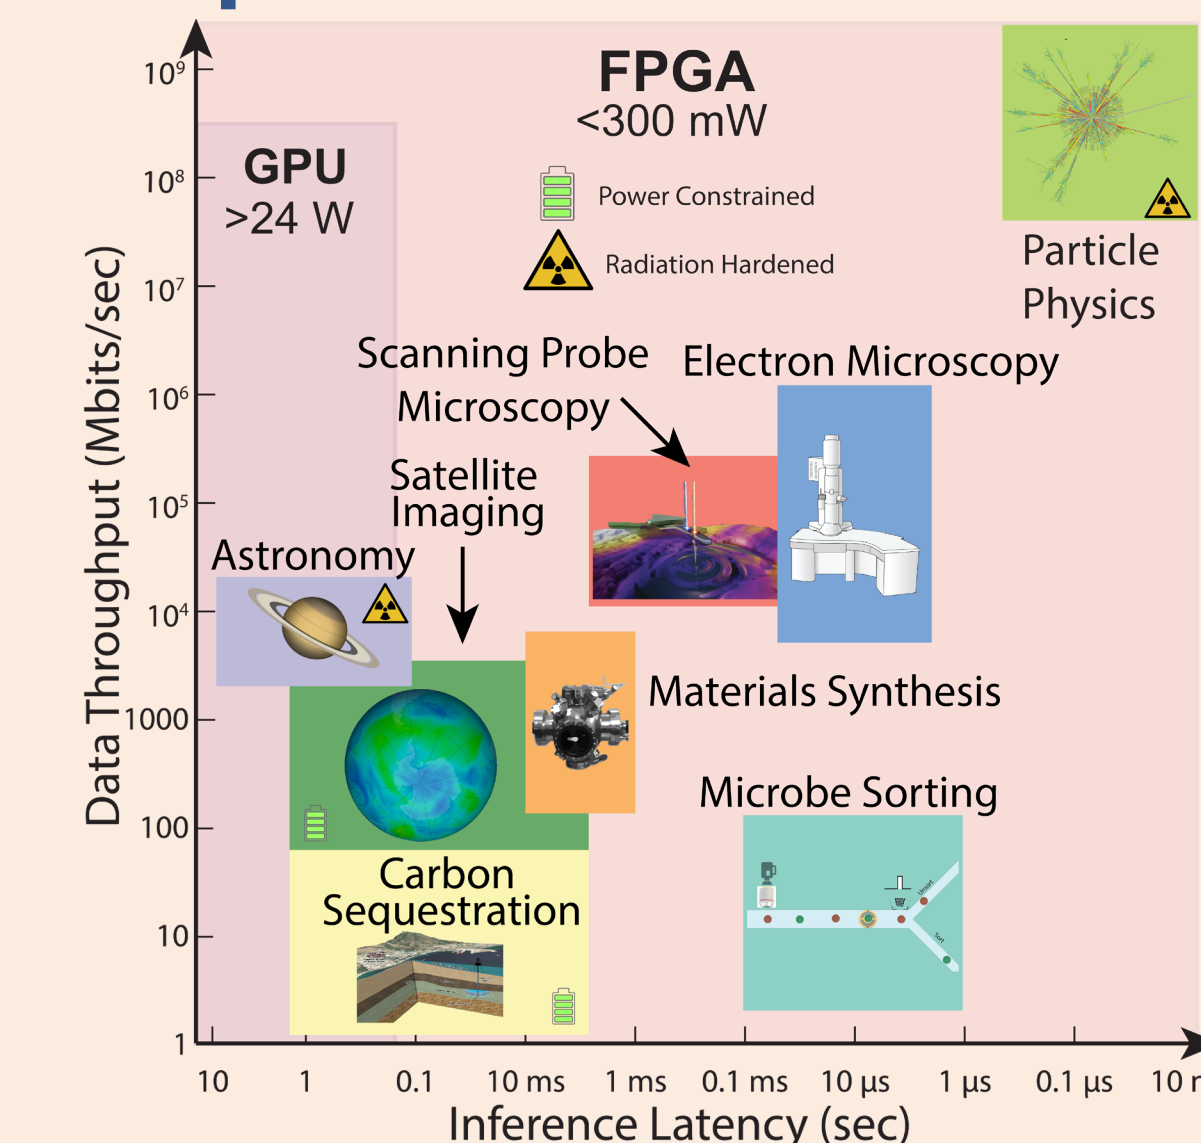 10⁹
FPGA
<300 mW
GPU
>24 W
10⁸
Power Constrained
Radiation Hardened
Particle
Physics
10⁷
Scanning Probe
Microscopy
Electron Microscopy
10⁶
Satellite
Imaging
10⁵
Astronomy
10⁴
Materials Synthesis
1000
Microbe Sorting
100
Carbon
Sequestration
Unsort
Sort
10
1
Data Throughput (Mbits/sec)
10 1 0.1 10 ms 1 ms 0.1 ms 10 µs 1 µs 0.1 µs 10
Inference Latency (sec)